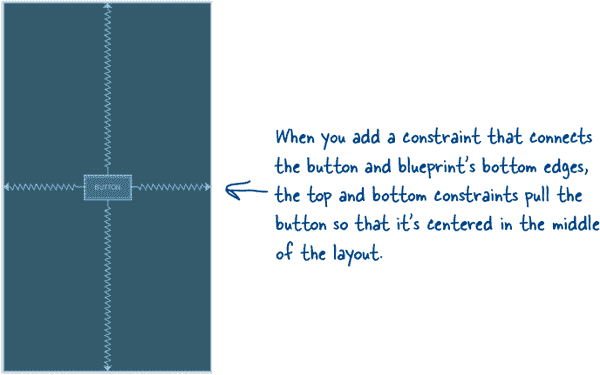 BUTTON
When you add a constraint that connects
the button and blueprint's bottom edges,
the top and bottom constraints pull the
button so that it's centered in the middle
of the layout.